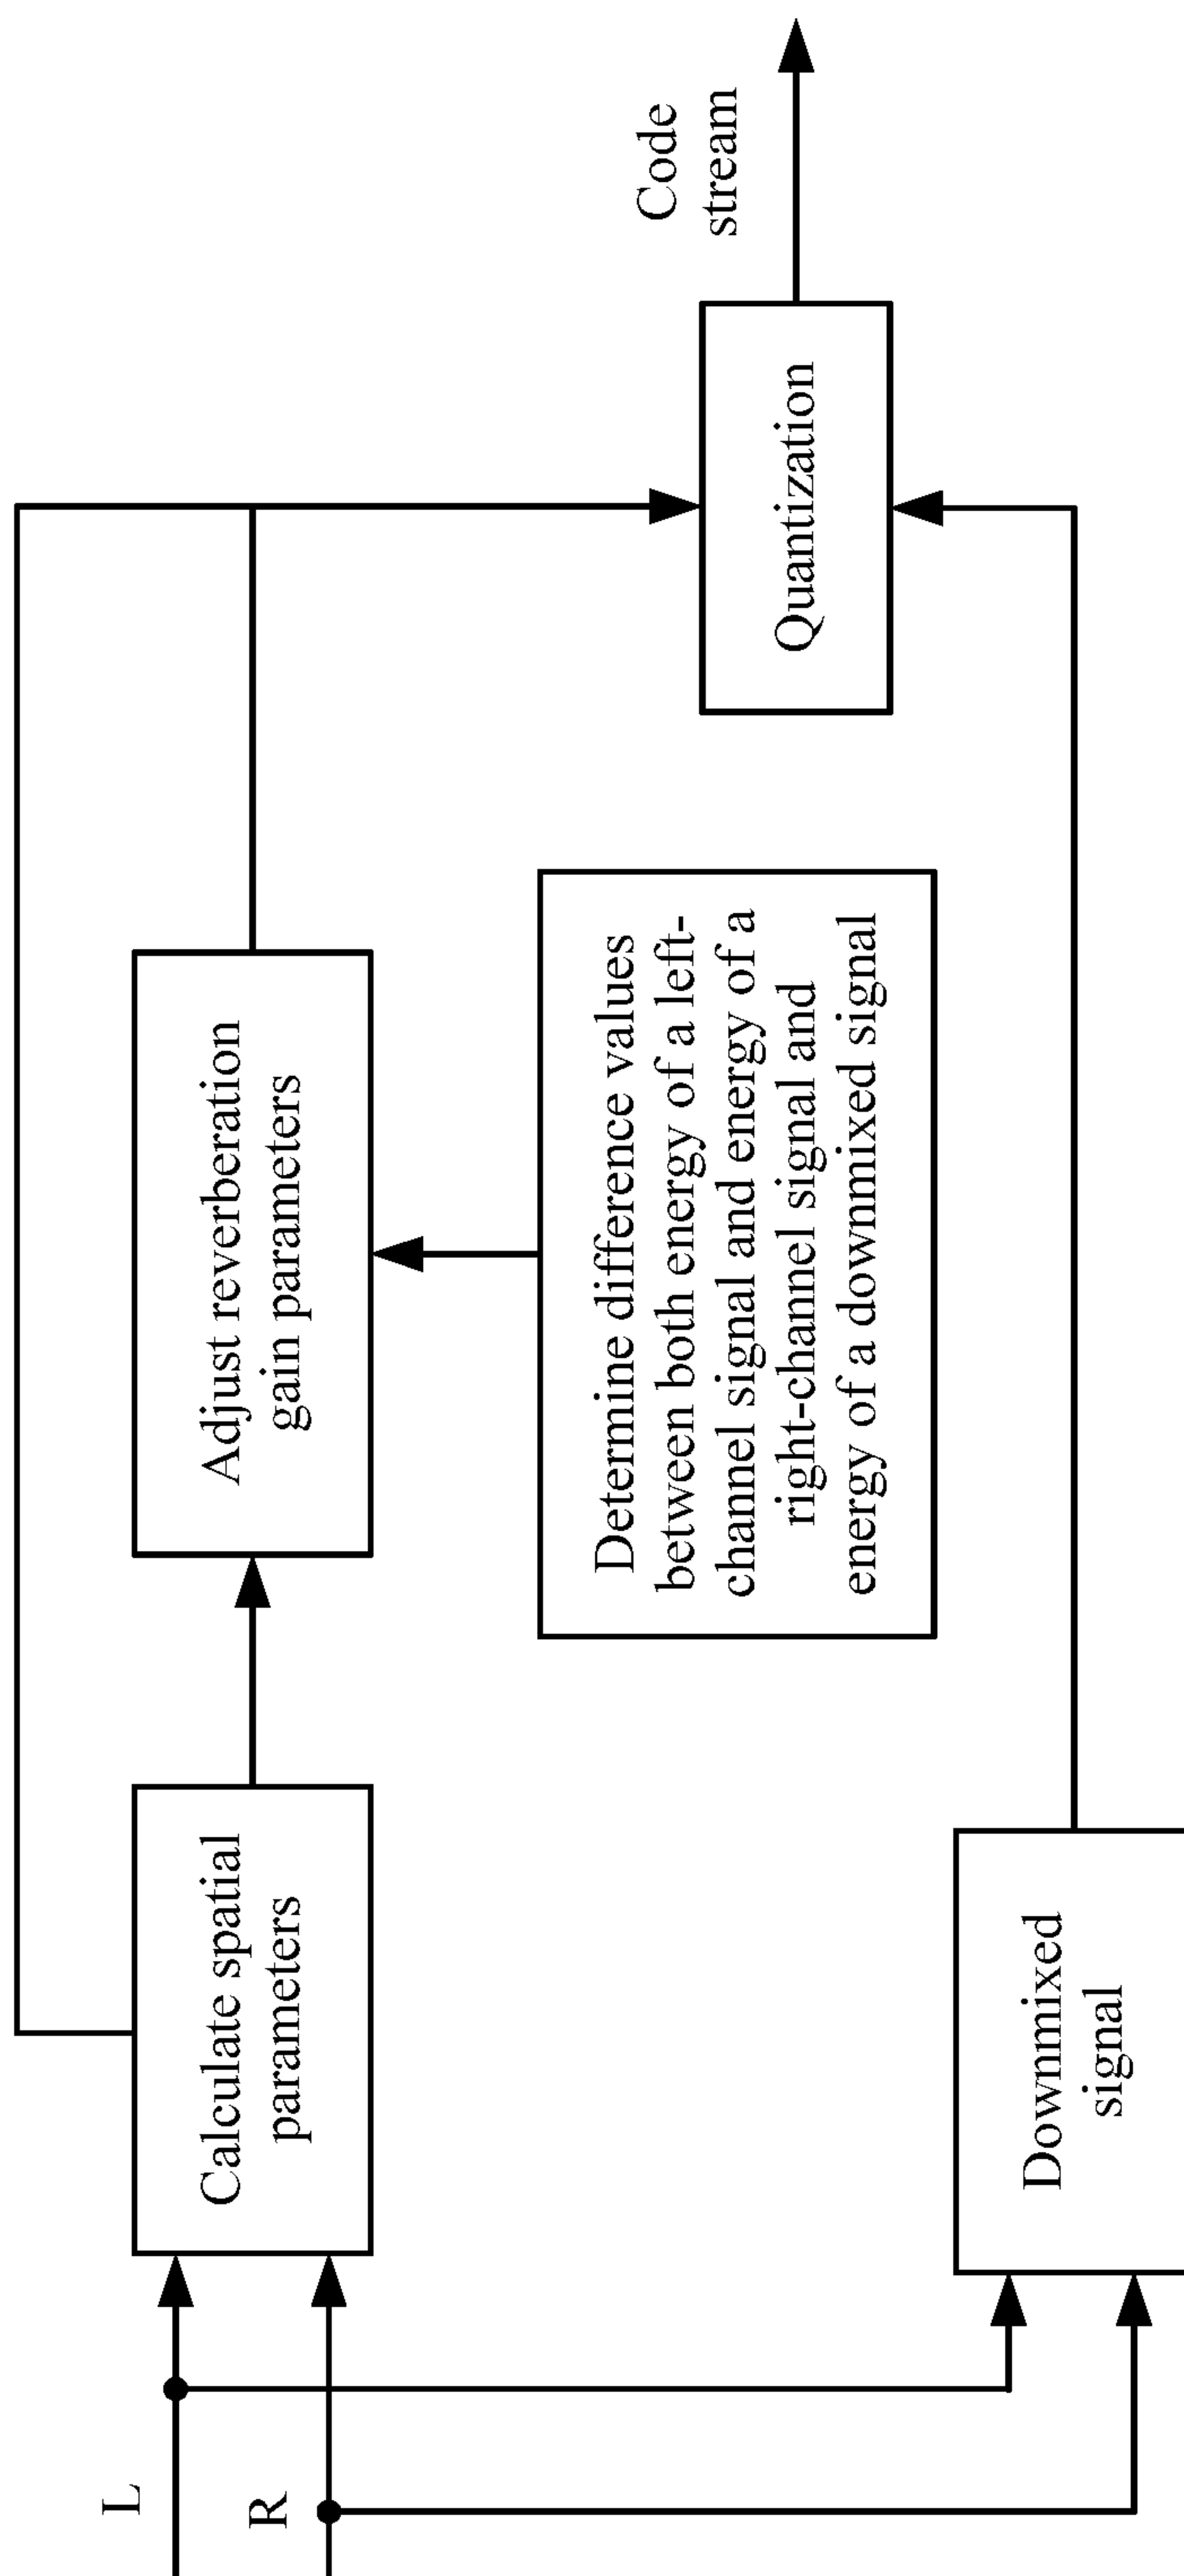 L
R
Calculate spatial
parameters
Adjust reverberation
gain parameters
Determine difference values
between both energy of a left-
channel signal and energy of a
right-channel signal and
energy of a downmixed signal
Downmixed
signal
Quantization
Code
stream